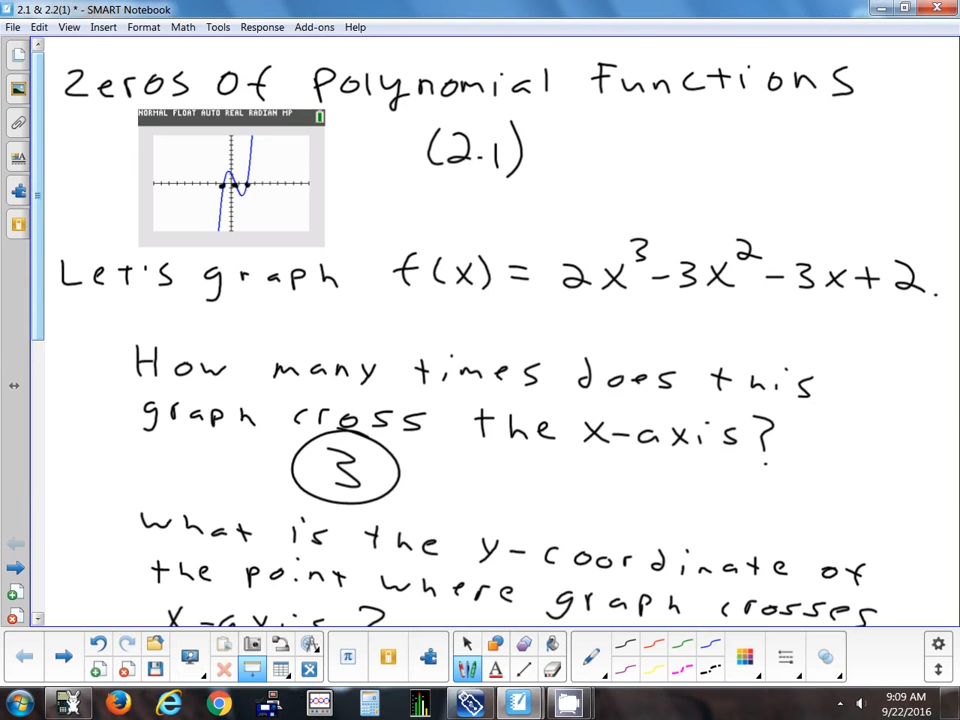 2.1 & 2.2(1) * - SMART Notebook
File Edit View Insert Format Math Tools Response Add-ons Help
Zeros of Polynomial Functions
NORMAL FLOAT AUTO REAL RADIAN MP
(2.1)
Let's graph f(x) = 2x³-3x²-3x+2.
How many times does this
graph cross the x-axis?
3
What is the y-coordinate of
the point where graph crosses
x-axis?
π
A
9:09 AM
9/22/2016